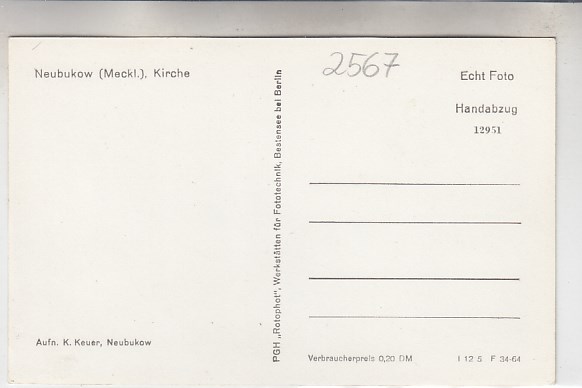 Neubukow (Meckl.), Kirche
Aufn. K. Keuer, Neubukow
PGH „Rotophot", Werkstätten für Fototechnik, Bestensee bei Berlin
2567
Echt Foto
Handabzug
12951
Verbraucherpreis 0,20 DM
I 12 5 F 34-64